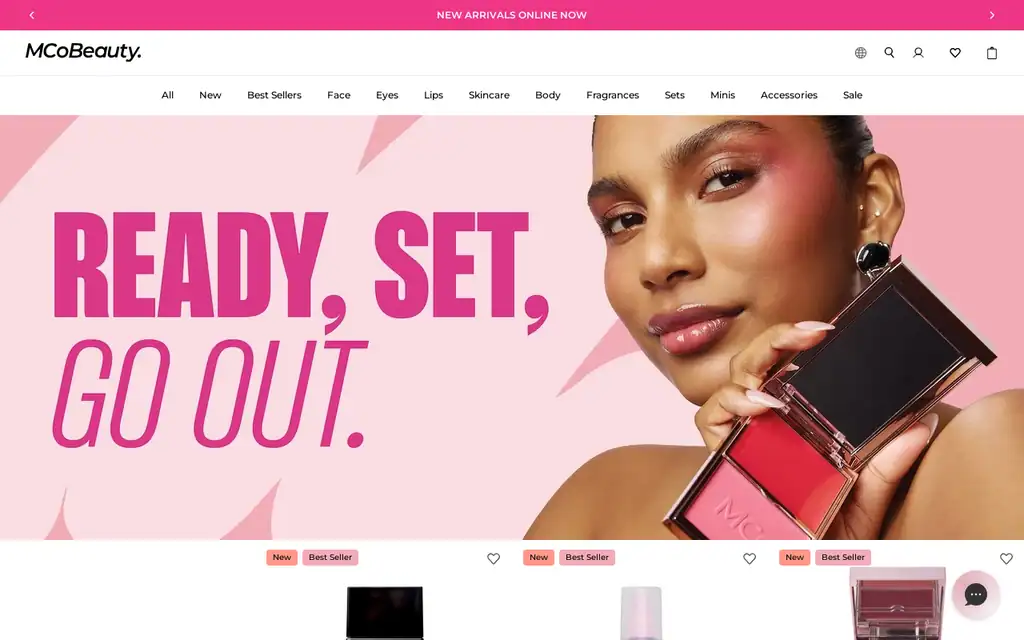 NEW ARRIVALS ONLINE NOW
MCoBeauty.
All New Best Sellers Face Eyes Lips Skincare Body Fragrances Sets Minis Accessories Sale
READY, SET,
GO OUT.
MCO
New Best Seller New Best Seller New Best Seller